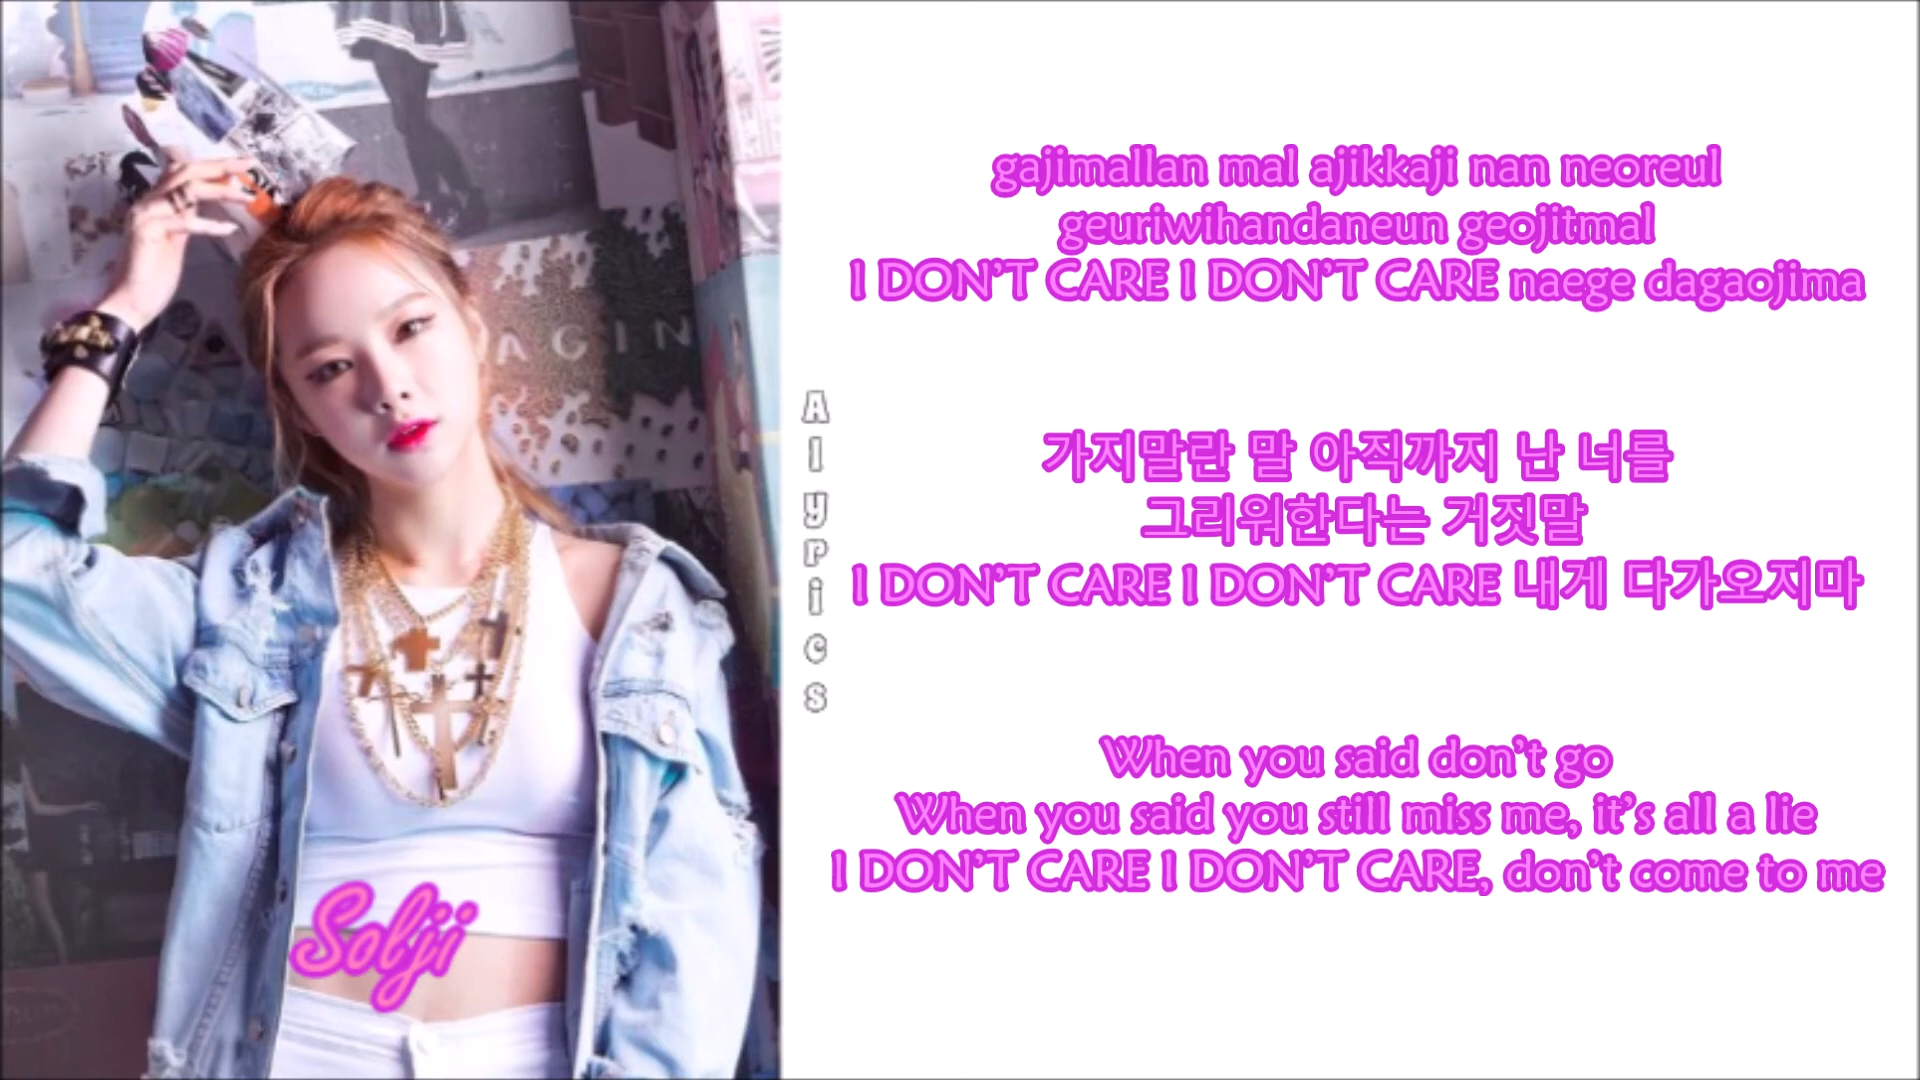 AGIN
Solji
Alyrics
gajimallan mal ajikkaji nan neoreul
geuriwihandaneun geojitmal
I DON'T CARE I DON'T CARE naege dagaojima
가지말란 말 아직까지 난 너를
그리워한다는 거짓말
I DON'T CARE I DON'T CARE 내게 다가오지마
When you said don't go
When you said you still miss me, it's all a lie
I DON'T CARE I DON'T CARE, don't come to me